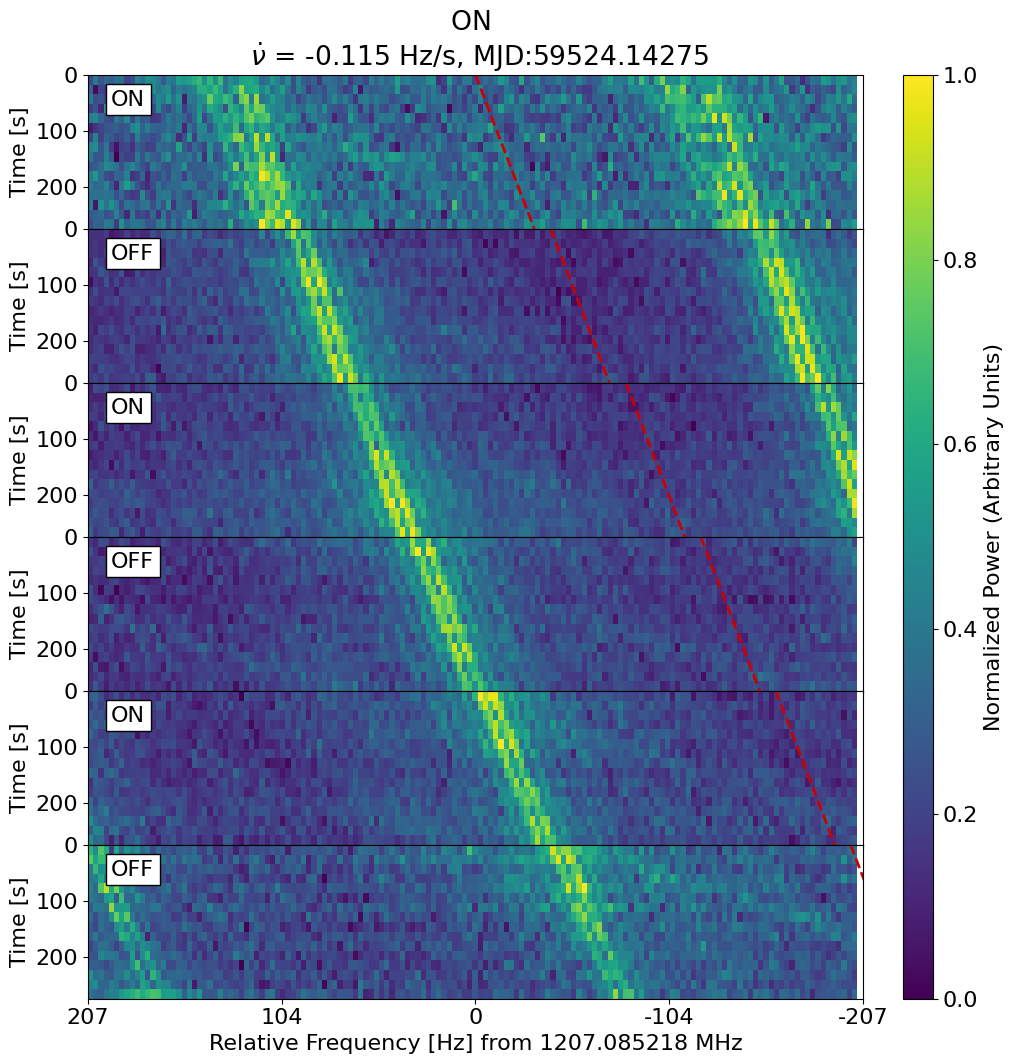 ON
ν̇ = -0.115 Hz/s, MJD:59524.14275
0
ON
100
200
Time [s]
0
OFF
100
200
Time [s]
0
ON
100
200
Time [s]
0
OFF
100
200
Time [s]
0
ON
100
200
Time [s]
0
OFF
100
200
Time [s]
207
104
0
-104
-207
Relative Frequency [Hz] from 1207.085218 MHz
1.0
0.8
0.6
0.4
0.2
0.0
Normalized Power (Arbitrary Units)